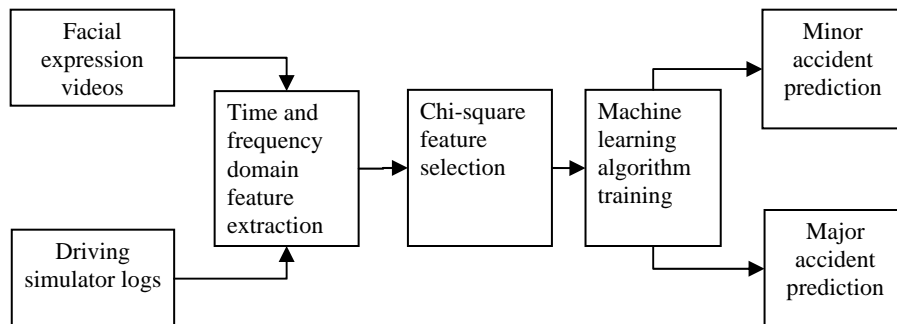 Facial
expression
videos
Driving
simulator logs
Time and
frequency
domain
feature
extraction
Chi-square
feature
selection
Machine
learning
algorithm
training
Minor
accident
prediction
Major
accident
prediction